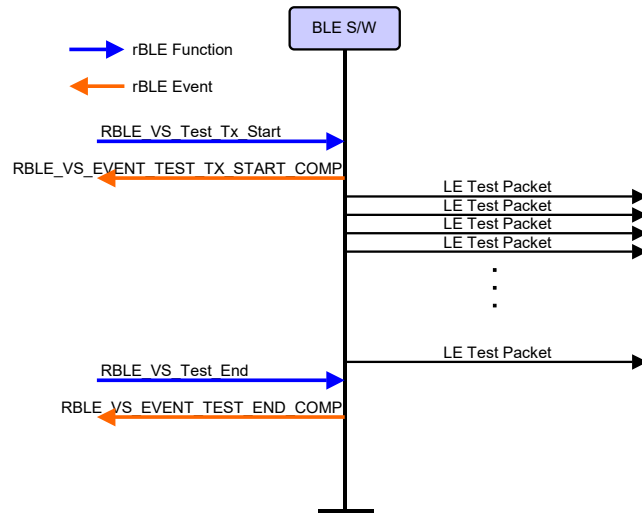 BLE S/W
rBLE Function
rBLE Event
RBLE_VS_Test_Tx_Start
RBLE_VS_EVENT_TEST_TX_START_COMP
LE Test Packet
LE Test Packet
LE Test Packet
LE Test Packet
LE Test Packet
RBLE_VS_Test_End
RBLE_VS_EVENT_TEST_END_COMP